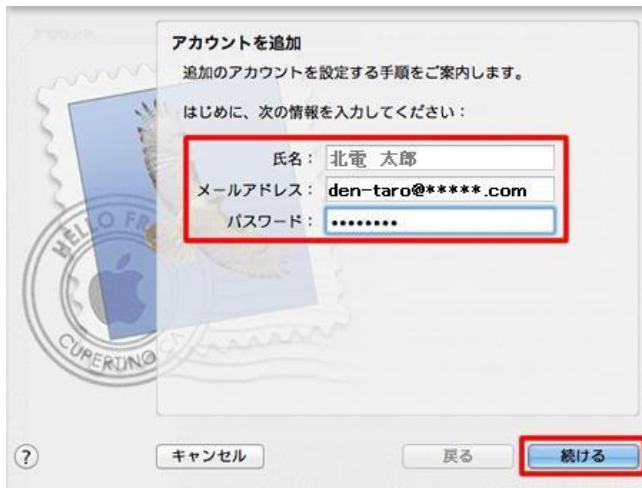 アカウントを追加
追加のアカウントを設定する手順をご案内します。
はじめに、次の情報を入力してください：
氏名： 北電 太郎
メールアドレス： den-taro@*****.com
パスワード： ••••••••
HELLO FR
CUPERTINO CA
? キャンセル 戻る 続ける